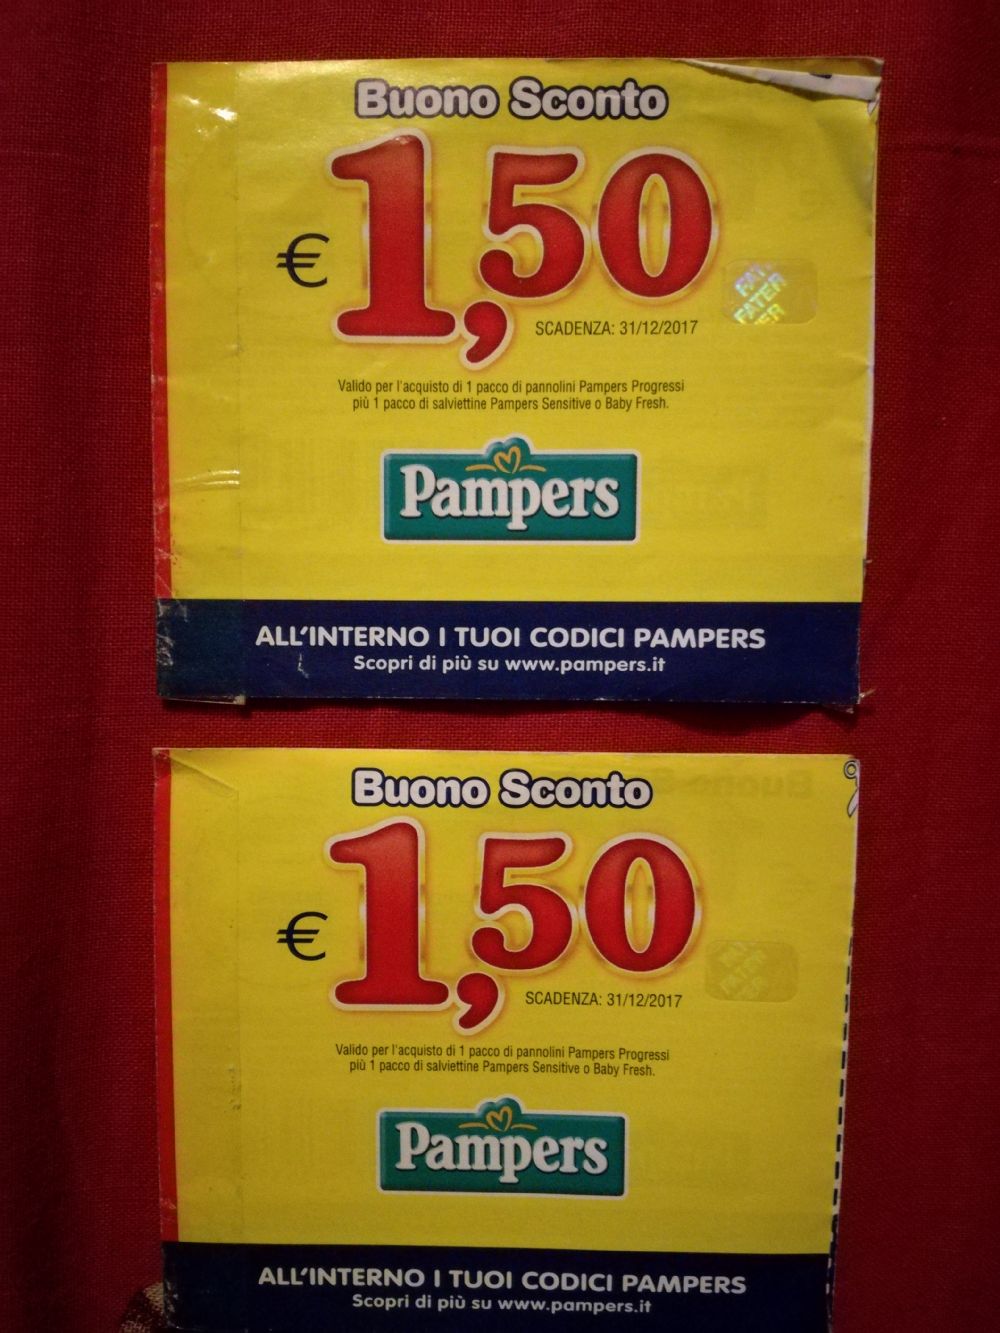 Buono Sconto
€ 1,50
FATER
FATER
SCADENZA: 31/12/2017
Valido per l'acquisto di 1 pacco di pannolini Pampers Progressi
più 1 pacco di salviettine Pampers Sensitive o Baby Fresh.
Pampers
ALL'INTERNO I TUOI CODICI PAMPERS
Scopri di più su www.pampers.it
Buono Sconto
€ 1,50
SCADENZA: 31/12/2017
Valido per l'acquisto di 1 pacco di pannolini Pampers Progressi
più 1 pacco di salviettine Pampers Sensitive o Baby Fresh.
Pampers
ALL'INTERNO I TUOI CODICI PAMPERS
Scopri di più su www.pampers.it